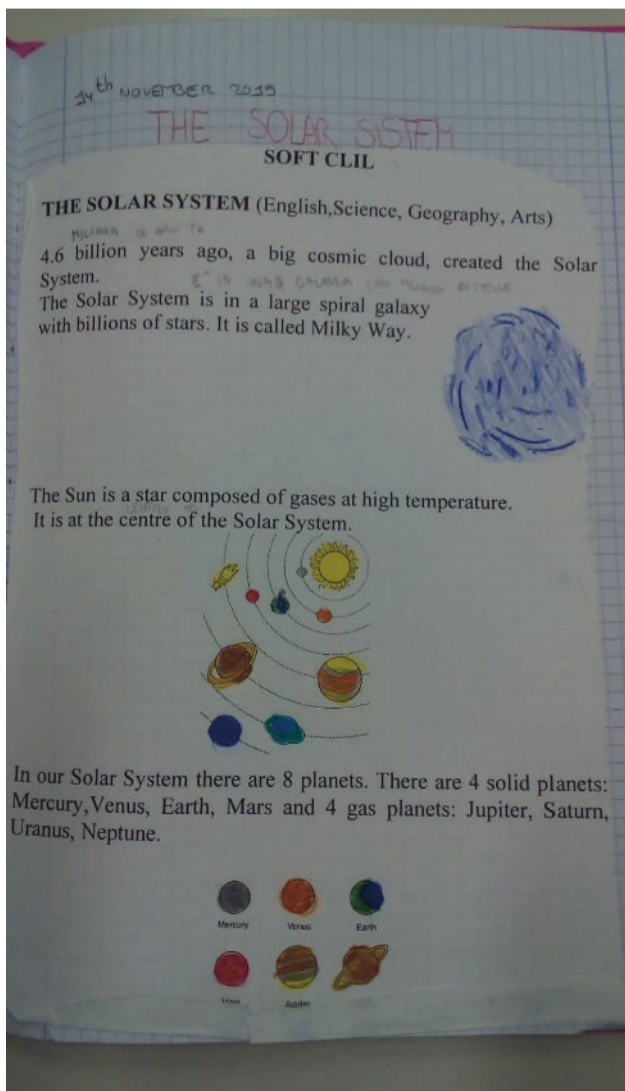 14th NOVEMBER 2019
THE SOLAR SISTEM
SOFT CLIL
THE SOLAR SYSTEM (English,Science, Geography, Arts)
4.6 billion years ago, a big cosmic cloud, created the Solar
System.
The Solar System is in a large spiral galaxy
with billions of stars. It is called Milky Way.
The Sun is a star composed of gases at high temperature.
It is at the centre of the Solar System.
In our Solar System there are 8 planets. There are 4 solid planets:
Mercury,Venus, Earth, Mars and 4 gas planets: Jupiter, Saturn,
Uranus, Neptune.
Mercury Venus Earth
Mars Jupiter